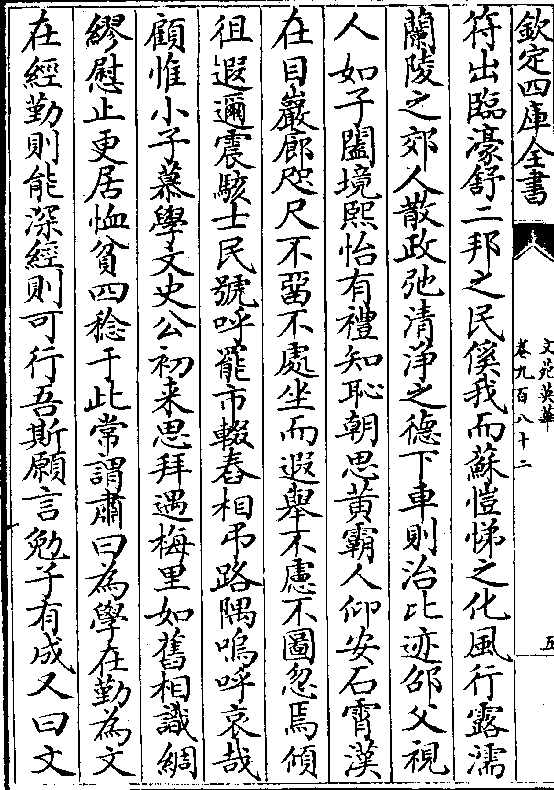 欽定四庫全書
文苑英華
卷九百八十二
五
符出臨濠舒二邦之民傒我而蘇愷悌之化風行露濡
蘭陵之郊人散政弛清淨之德下車則治比迹邵父視
人如子闔境熙怡有禮知恥朝思黃霸人仰安石霄漢
在目巖廊咫尺不留不處坐而遐舉不慮不圖忽焉傾
徂遐邇震駭士民號呼罷市輟舂相弔路隅嗚呼哀哉
顧惟小子慕學文史公初来思拜遇梅里如舊相識綢
繆慰止更居恤貧四稔于此常謂肅曰為學在勤為文
在經勤則能深經則可行吾斯願言勉子有成又曰文